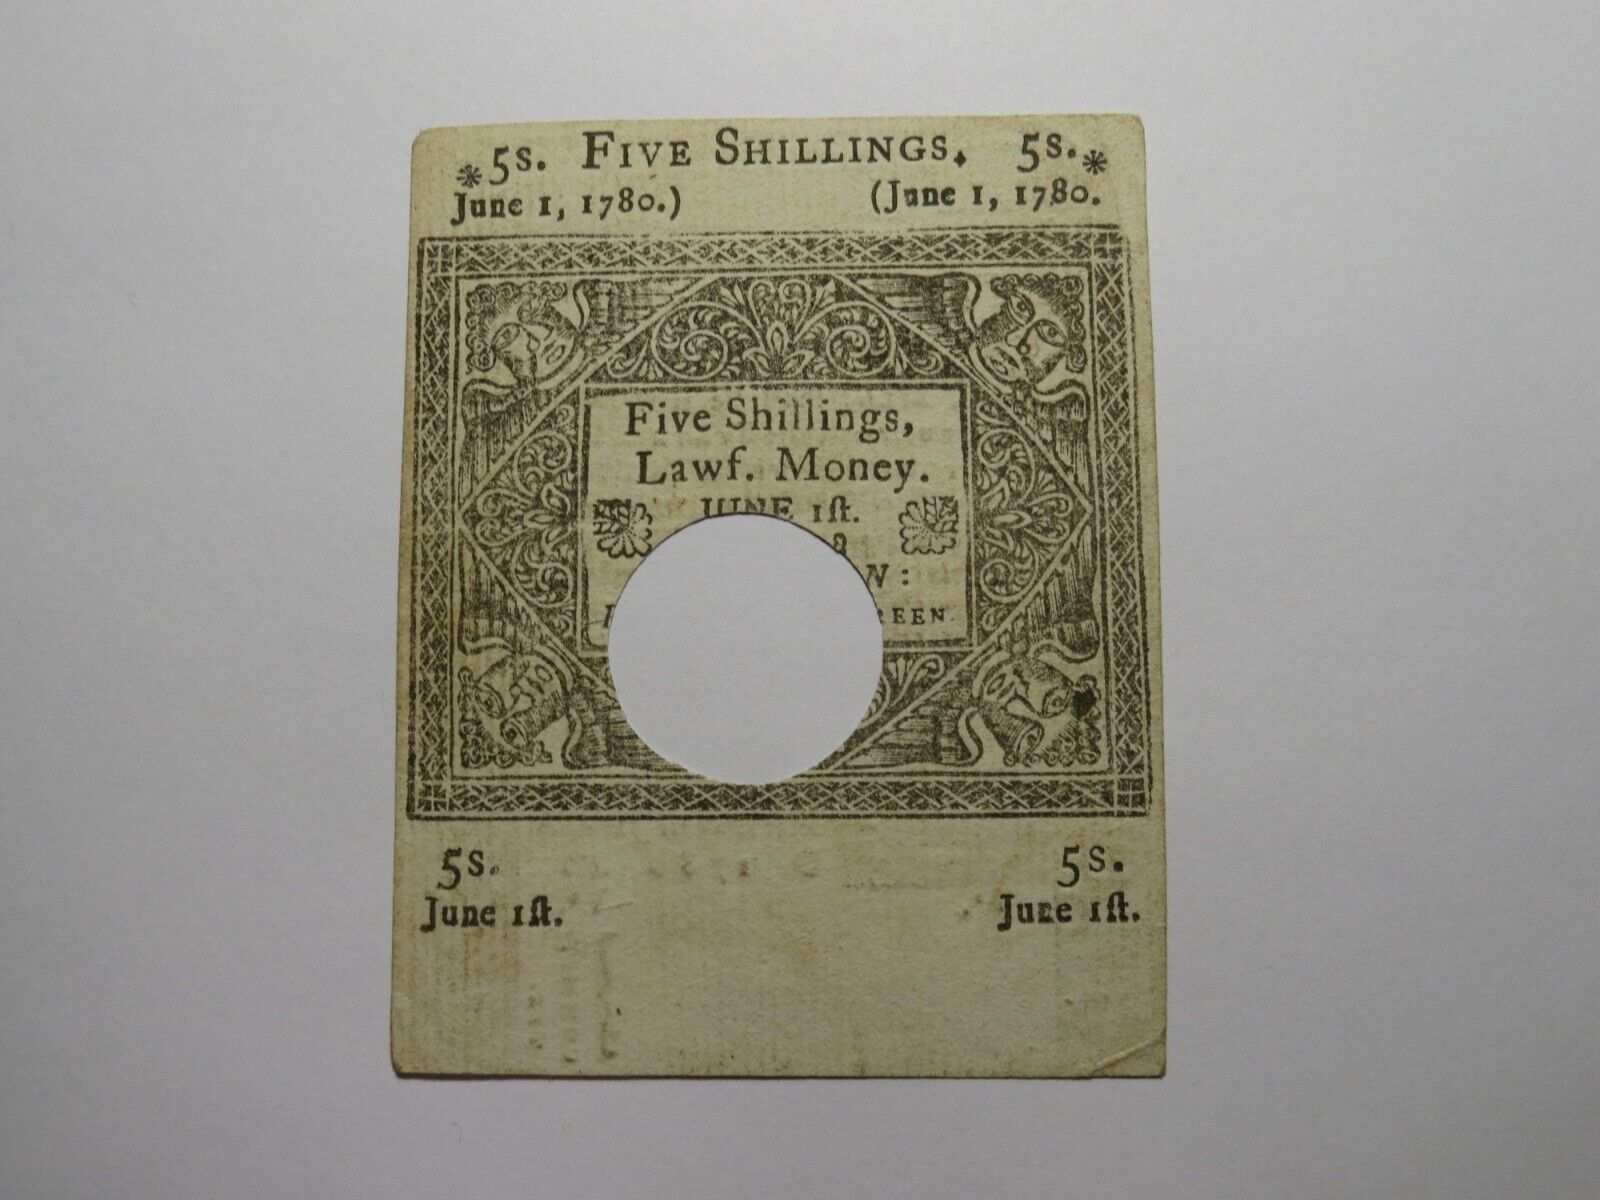 *5s. FIVE SHILLINGS. 5s.*
June 1, 1780.) (June 1, 1780.
Five Shillings,
Lawf. Money.
JUNE 1ſt.
N:
REEN.
5s. 5s.
June 1ſt. June 1ſt.